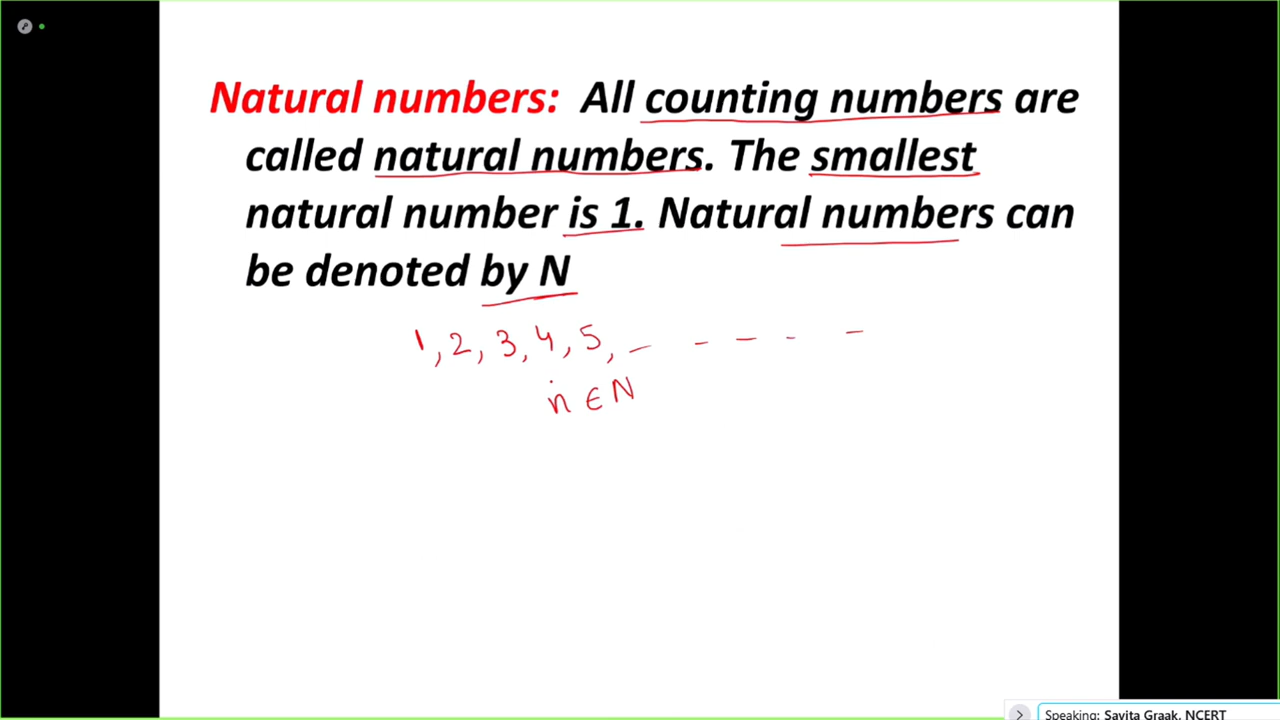 Natural numbers: All counting numbers are
called natural numbers. The smallest
natural number is 1. Natural numbers can
be denoted by N
1, 2, 3, 4, 5, _ - - - -
n ∈ N
Speaking: Savita Graak, NCERT